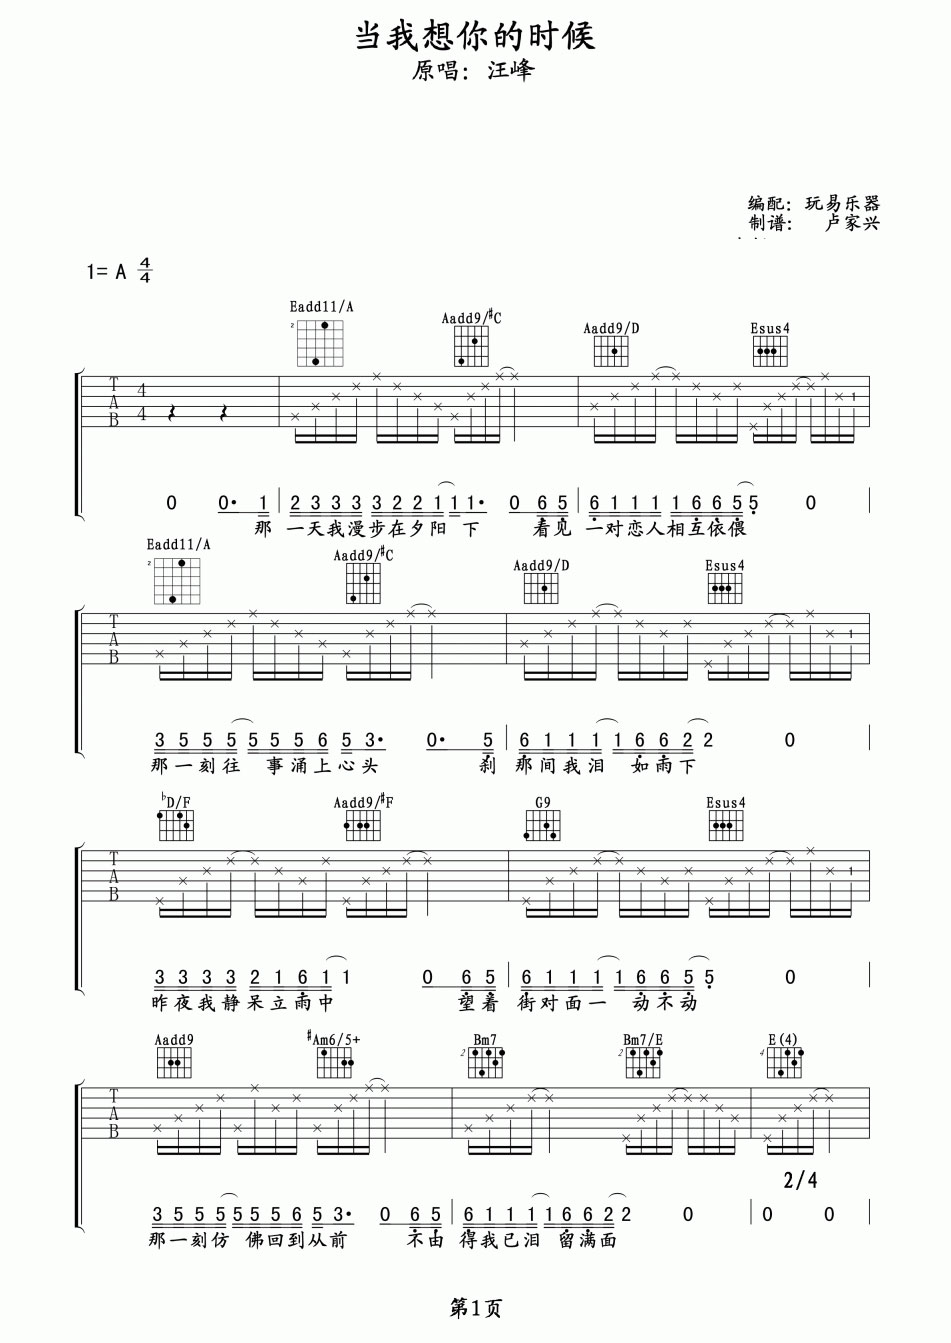 当我想你的时候
原唱：汪峰
编配：玩易乐器
制谱： 卢家兴
1= A 4/4
Eadd11/A Aadd9/#C Aadd9/D Esus4
2
T A B 4 4 1
0 0· 1 2 3 3 3 3 2 2 1 1 1· 0 6 5 6 1 1 1 1 6 6 5 5 0
那 一天我漫步在夕阳 下 看见 一对恋人相互依偎
Eadd11/A Aadd9/#C Aadd9/D Esus4
2
T A B 1
3 5 5 5 5 5 5 6 5 3· 0· 5 6 1 1 1 1 6 6 2 2 0
那一刻往 事涌上心头 刹 那间我泪 如雨下
bD/F Aadd9/#F G9 Esus4
T A B 1
3 3 3 3 2 1 6 1 1 0 6 5 6 1 1 1 1 6 6 5 5 0
昨夜我静呆立雨中 望着 街对面一 动不动
Aadd9 #Am6/5+ Bm7 Bm7/E E(4)
2 2 4
T A B
2/4
3 5 5 5 5 5 5 6 5 3· 0 6 5 6 1 1 1 1 6 6 2 2 0 0 0
那一刻仿 佛回到从前 不由 得我已泪 留满面
第1页